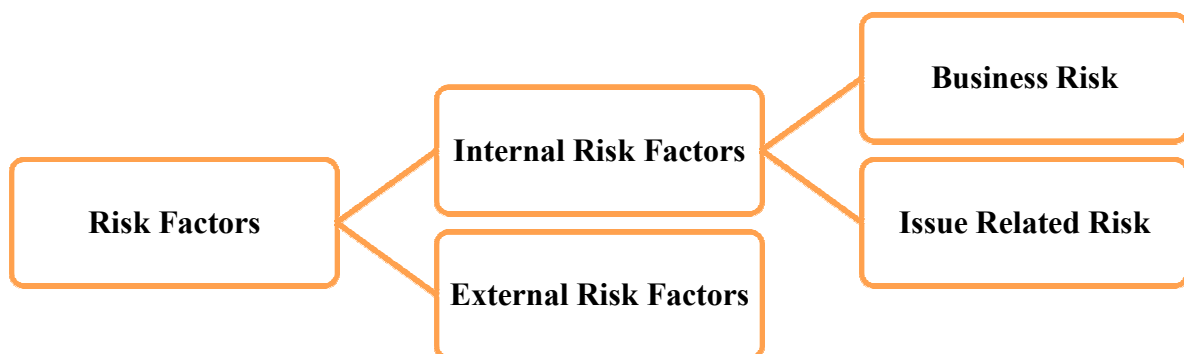 Risk Factors
Internal Risk Factors
External Risk Factors
Business Risk
Issue Related Risk